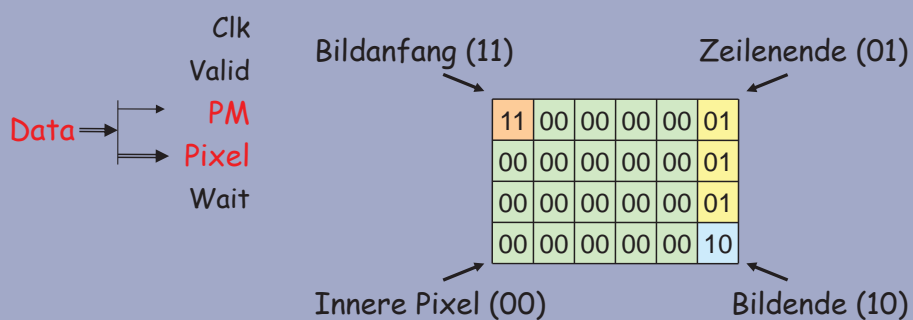 Clk
Valid
PM
Data
Pixel
Wait
Bildanfang (11)
Zeilenende (01)
11 00 00 00 00 01
00 00 00 00 00 01
00 00 00 00 00 01
00 00 00 00 00 10
Innere Pixel (00)
Bildende (10)